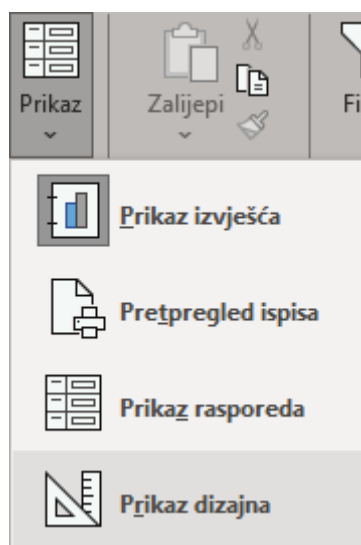 Prikaz
Zalijepi
Fi
Prikaz izvješća
Pretpregled ispisa
Prikaz rasporeda
Prikaz dizajna